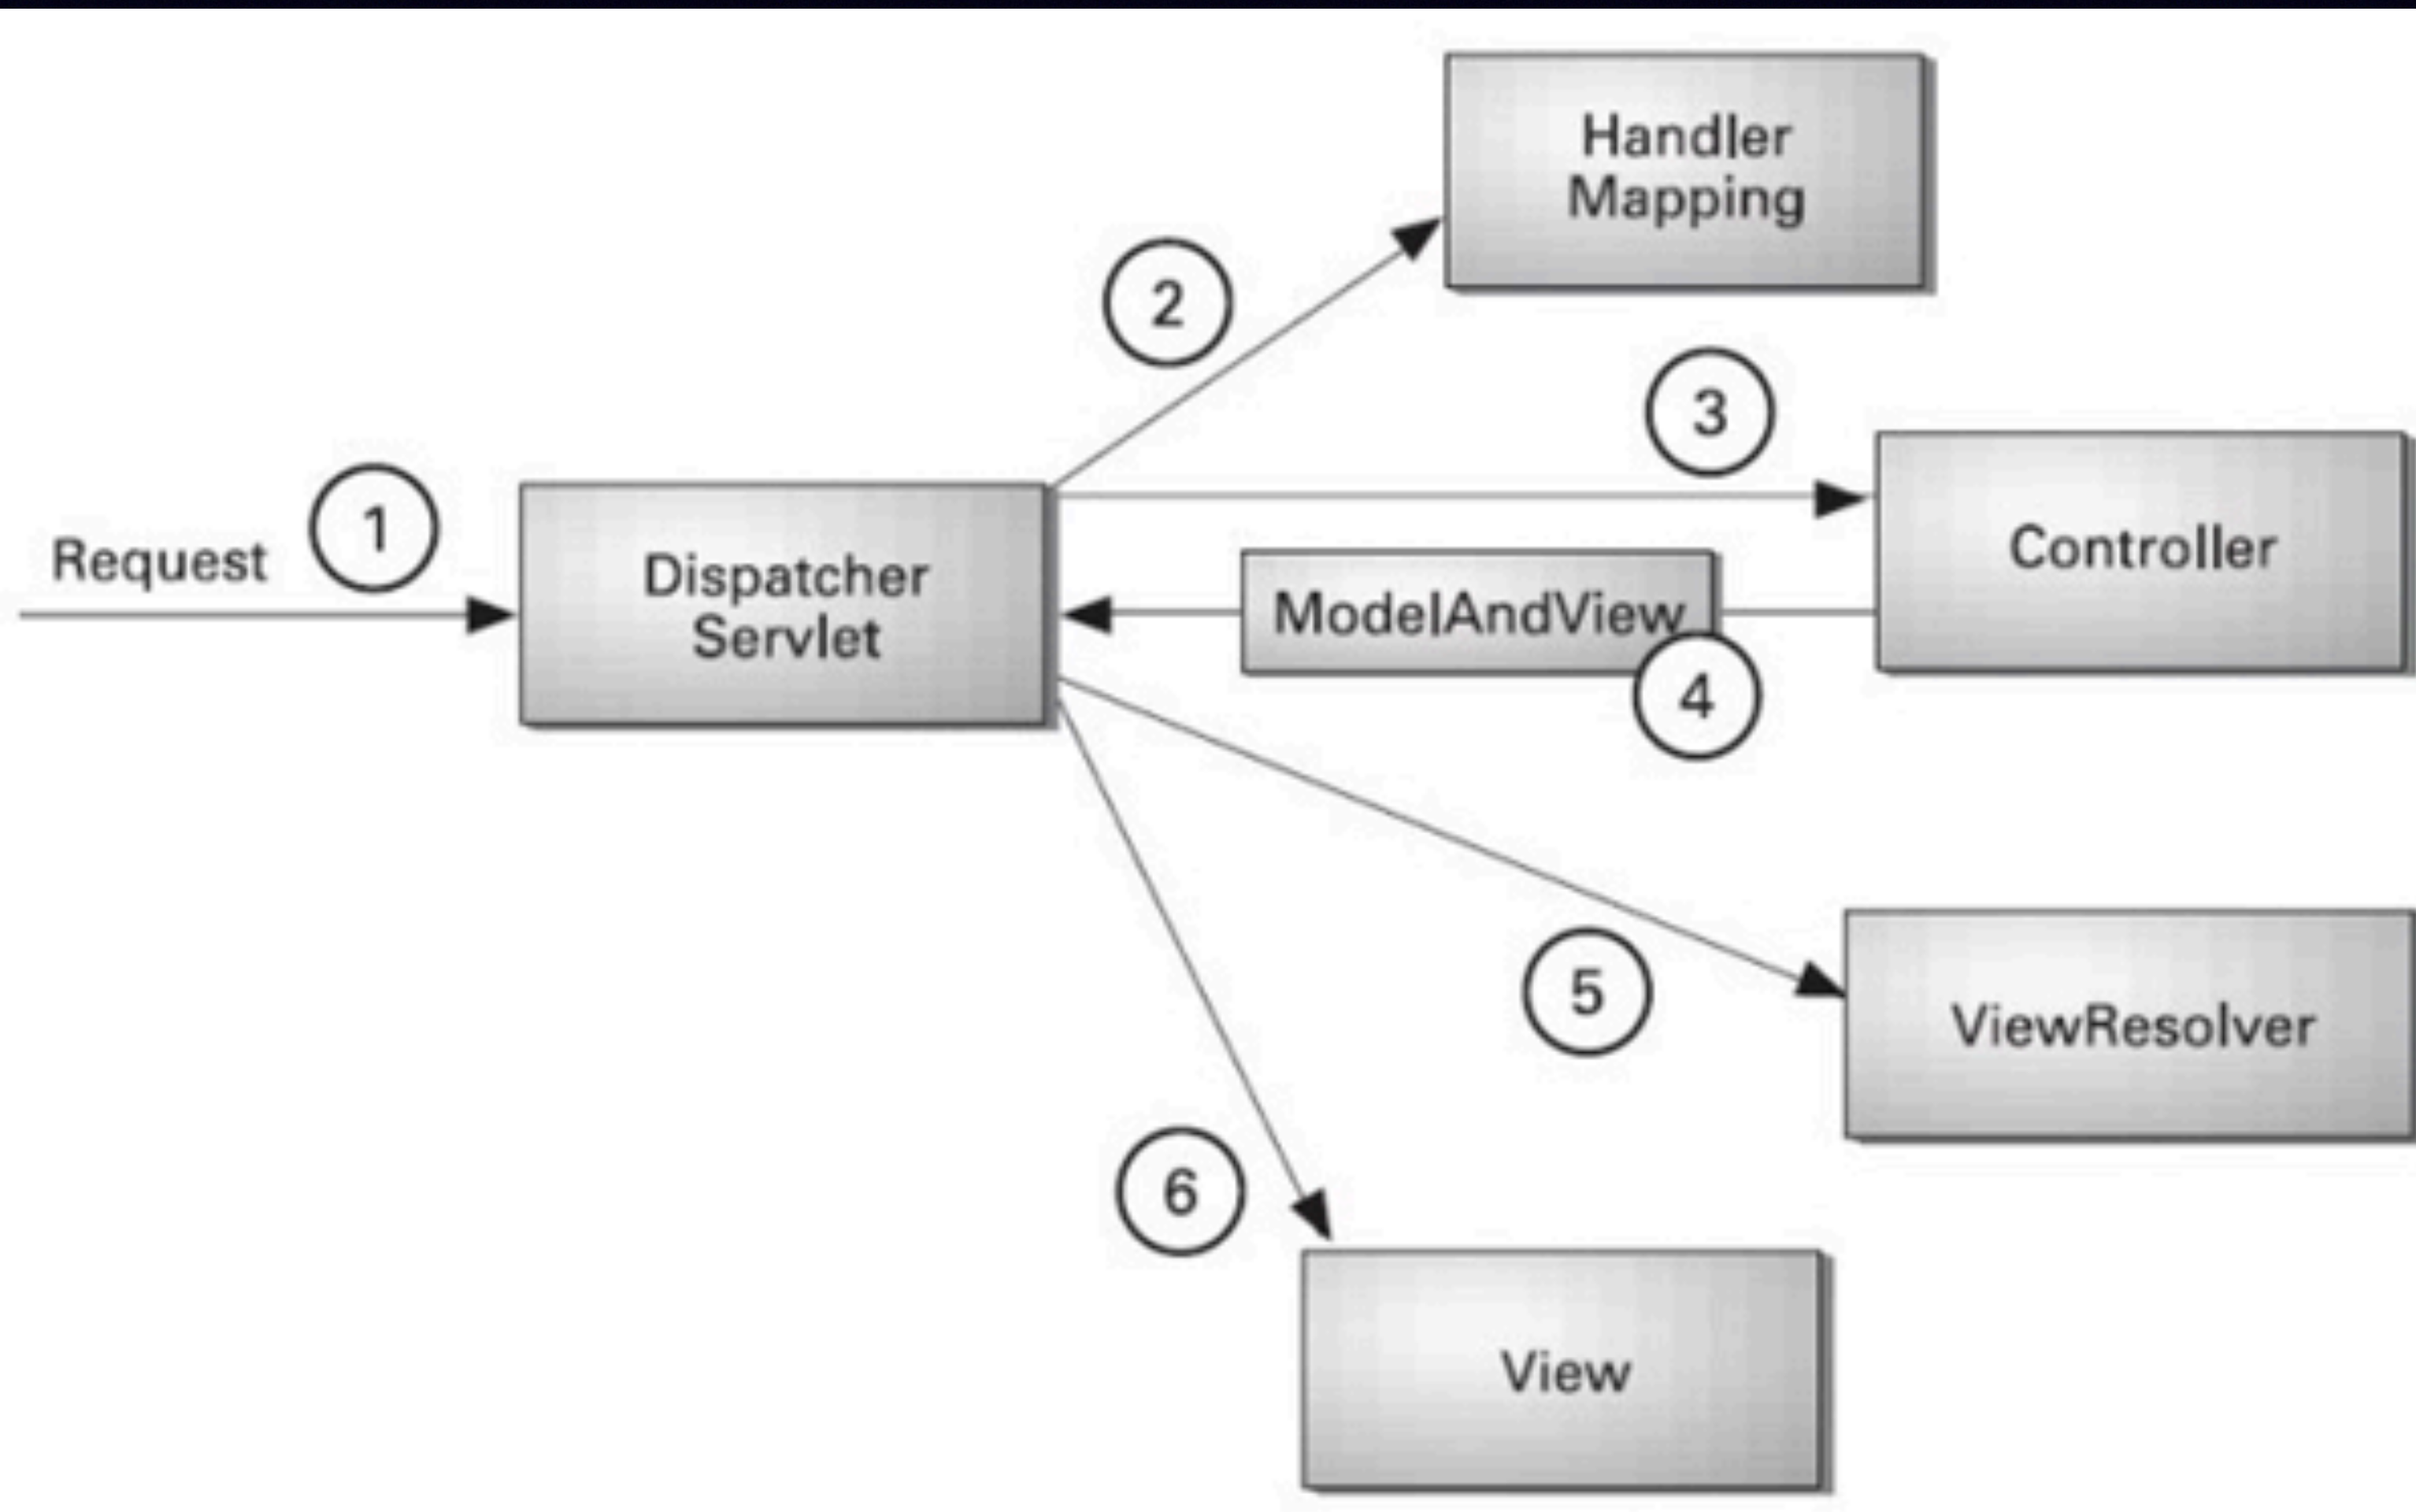 Handler
Mapping
2
3
1
Request
Dispatcher
Servlet
Controller
ModelAndView
4
5
ViewResolver
6
View